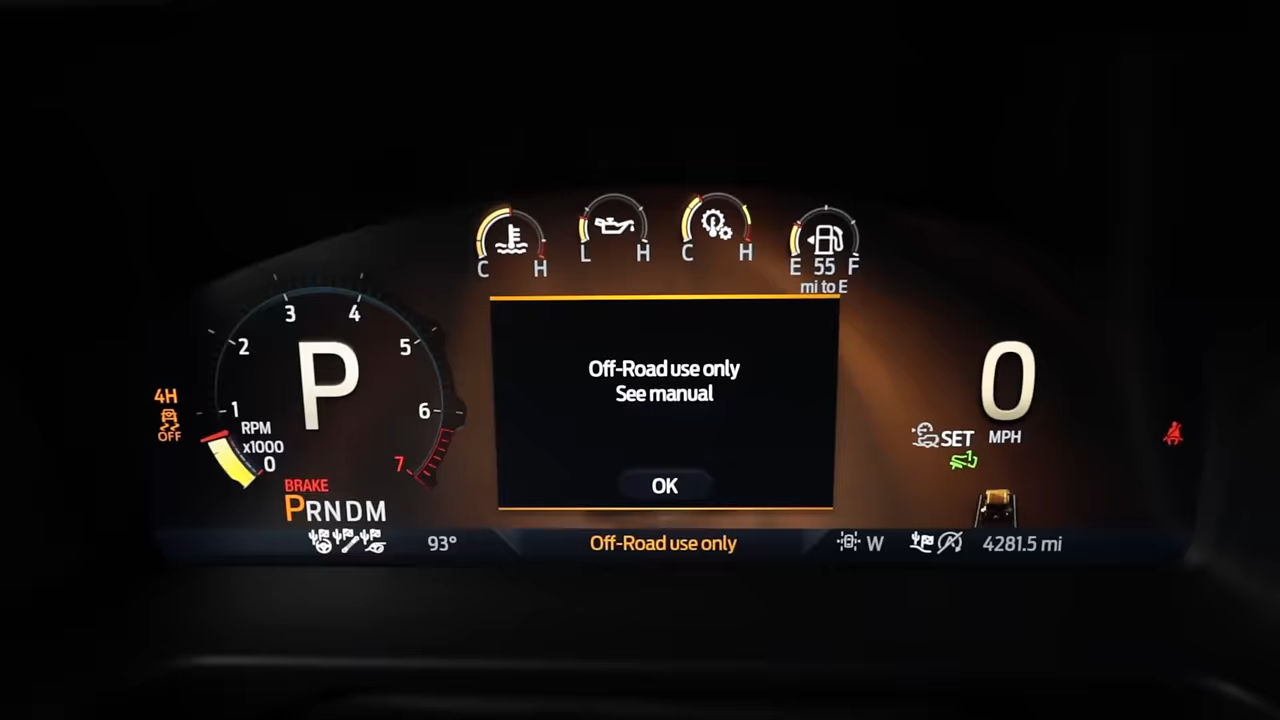 C H
L H
C H
E 55 F
mi to E
3 4
2 5
1 6
0 7
RPM
x1000
P
4H
OFF
BRAKE
PRNDM
93°
Off-Road use only
See manual
OK
Off-Road use only
0
MPH
SET
1
W
4281.5 mi